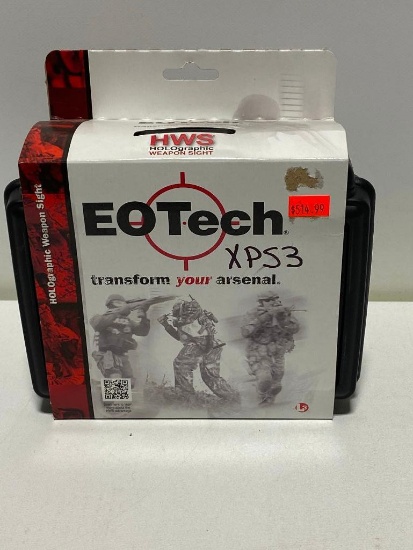 HWS
HOLOgraphic
WEAPON SIGHT
EOTech®
$514.99
XPS3
transform your arsenal.
HOLOgraphic Weapon Sight